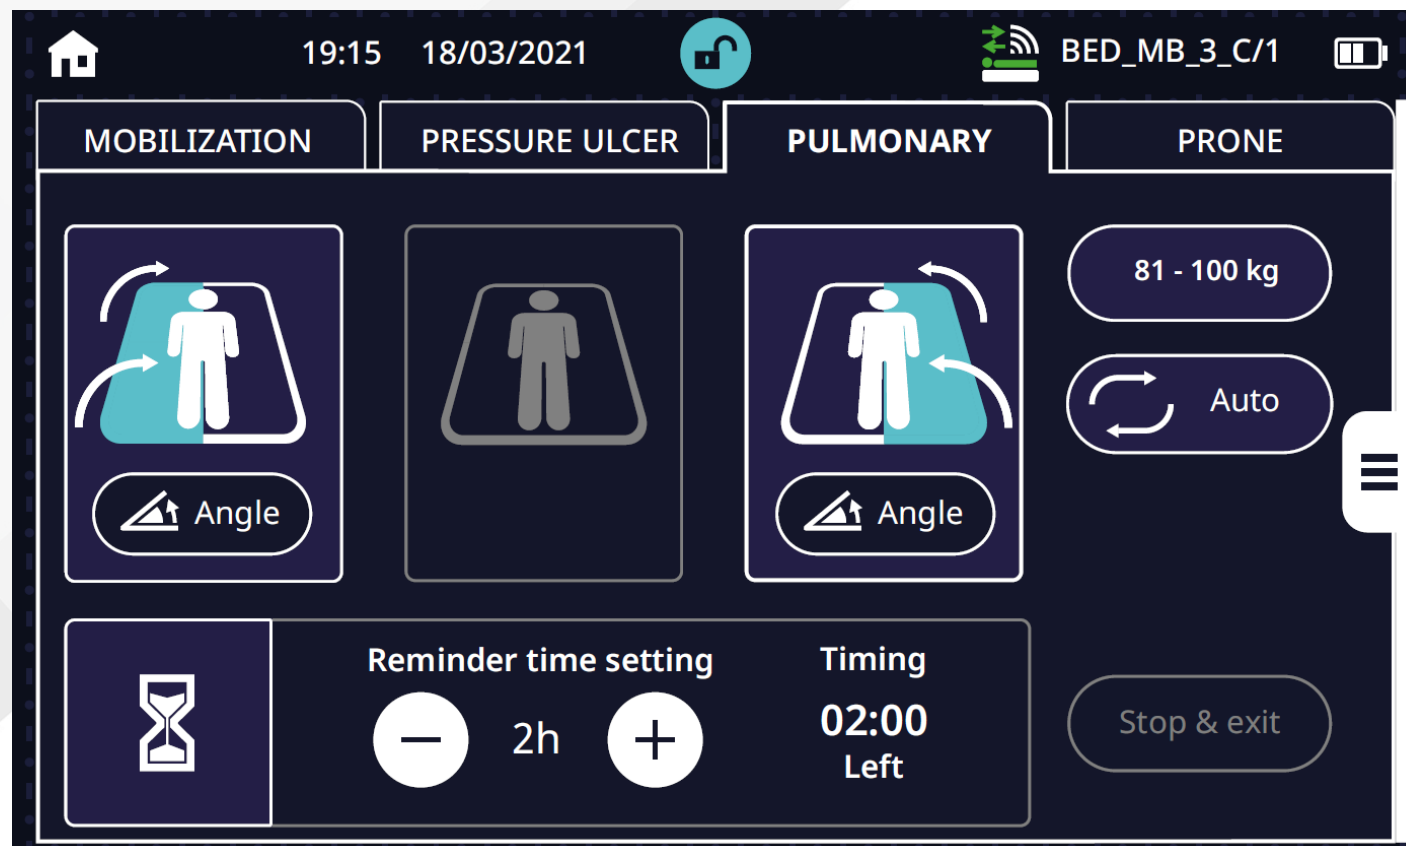 19:15 18/03/2021 BED_MB_3_C/1
MOBILIZATION PRESSURE ULCER PULMONARY PRONE
81 - 100 kg
Auto
Angle Angle
Reminder time setting Timing
2h 02:00
Left
Stop & exit